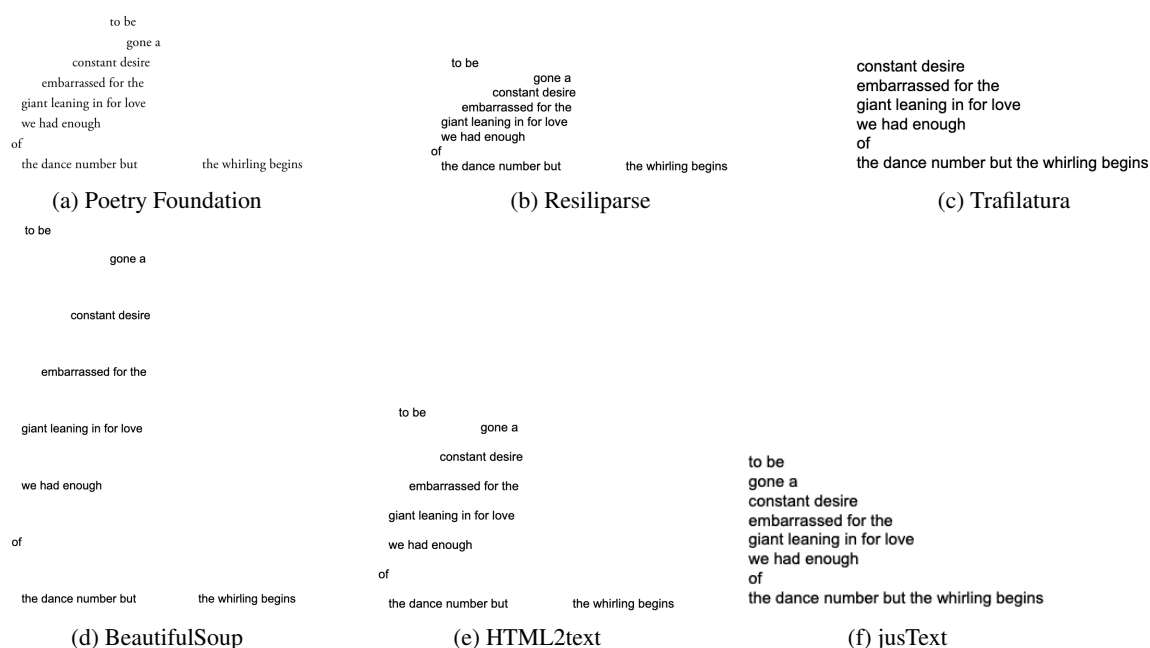 to be
gone a
constant desire
embarrassed for the
giant leaning in for love
we had enough
of
the dance number but the whirling begins
(a) Poetry Foundation
to be
gone a
constant desire
embarrassed for the
giant leaning in for love
we had enough
of
the dance number but the whirling begins
(b) Resiliparse
constant desire
embarrassed for the
giant leaning in for love
we had enough
of
the dance number but the whirling begins
(c) Trafilatura
to be
gone a
constant desire
embarrassed for the
giant leaning in for love
we had enough
of
the dance number but the whirling begins
(d) BeautifulSoup
to be
gone a
constant desire
embarrassed for the
giant leaning in for love
we had enough
of
the dance number but the whirling begins
(e) HTML2text
to be
gone a
constant desire
embarrassed for the
giant leaning in for love
we had enough
of
the dance number but the whirling begins
(f) jusText